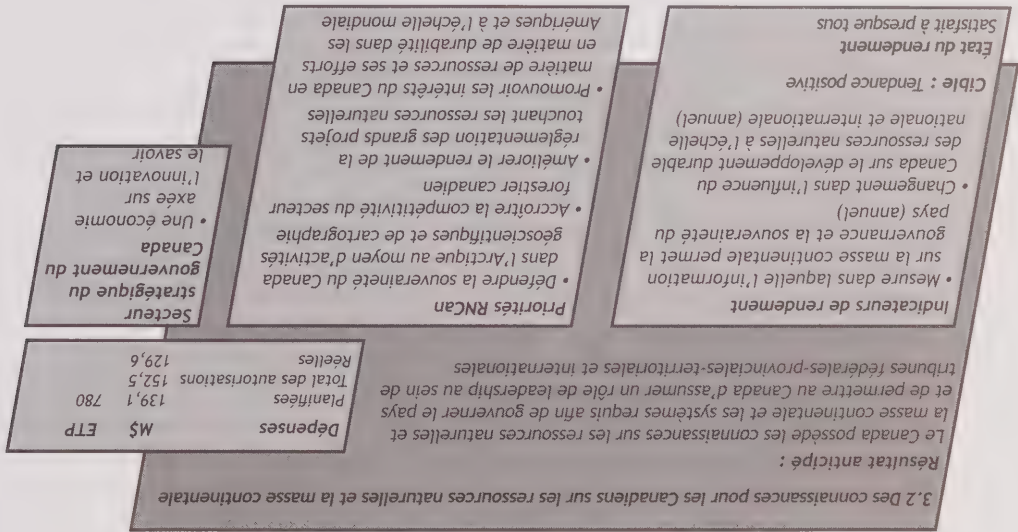 3.2 Des connaissances pour les Canadiens sur les ressources naturelles et la masse continentale
Résultat anticipé :
Le Canada possède les connaissances sur les ressources naturelles et
la masse continentale et les systèmes requis afin de gouverner le pays
et de permettre au Canada d'assumer un rôle de leadership au sein de
tribunes fédérales-provinciales-territoriales et internationales
Dépenses M$ ETP
Planifiées 139,1 780
Total des autorisations 152,5
Réelles 129,6
Indicateurs de rendement
• Mesure dans laquelle l'information
sur la masse continentale permet la
gouvernance et la souveraineté du
pays (annuel)
• Changement dans l'influence du
Canada sur le développement durable
des ressources naturelles à l'échelle
nationale et internationale (annuel)
Cible : Tendance positive
État du rendement
Satisfait à presque tous
Priorités RNCan
• Défendre la souveraineté du Canada
dans l'Arctique au moyen d'activités
géoscientifiques et de cartographie
• Accroître la compétitivité du secteur
forestier canadien
• Améliorer le rendement de la
réglementation des grands projets
touchant les ressources naturelles
• Promouvoir les intérêts du Canada en
matière de ressources et ses efforts
en matière de durabilité dans les
Amériques et à l'échelle mondiale
Secteur
stratégique du
gouvernement du
Canada
• Une économie
axée sur
l'innovation et
le savoir